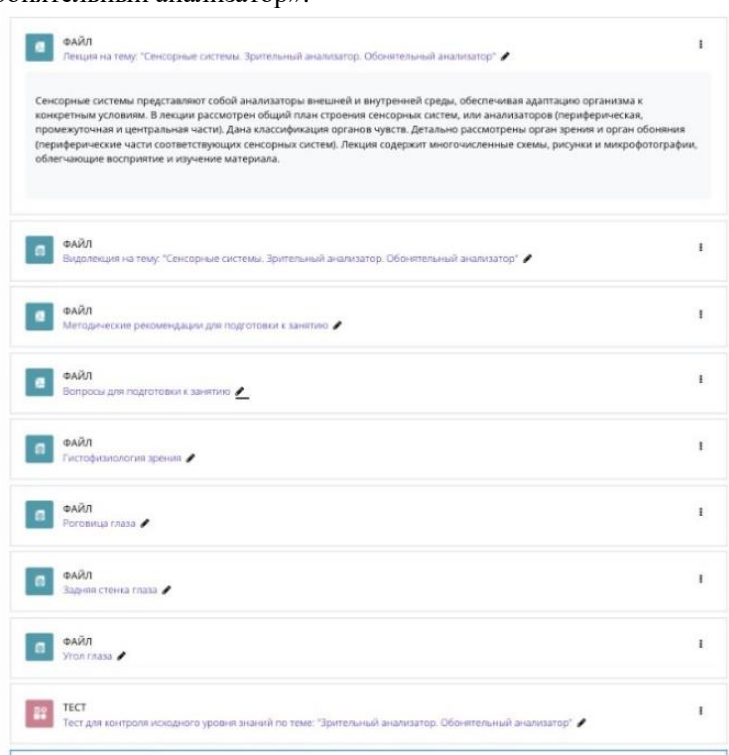 ФАЙЛ
Лекция на тему: "Сенсорные системы. Зрительный анализатор. Обонятельный анализатор"
Сенсорные системы представляют собой анализаторы внешней и внутренней среды, обеспечивая адаптацию организма к
конкретным условиям. В лекции рассмотрен общий план строения сенсорных систем, или анализаторов (периферическая,
промежуточная и центральная части). Дана классификация органов чувств. Детально рассмотрены орган зрения и орган обоняния
(периферические части соответствующих сенсорных систем). Лекция содержит многочисленные схемы, рисунки и микрофотографии,
облегчающие восприятие и изучение материала.
ФАЙЛ
Видолекция на тему: "Сенсорные системы. Зрительный анализатор. Обонятельный анализатор"
ФАЙЛ
Методические рекомендации для подготовки к занятию
ФАЙЛ
Вопросы для подготовки к занятию
ФАЙЛ
Гистофизиология зрения
ФАЙЛ
Роговица глаза
ФАЙЛ
Задняя стенка глаза
ФАЙЛ
Угол глаза
ТЕСТ
Тест для контроля исходного уровня знаний по теме: "Зрительный анализатор. Обонятельный анализатор"